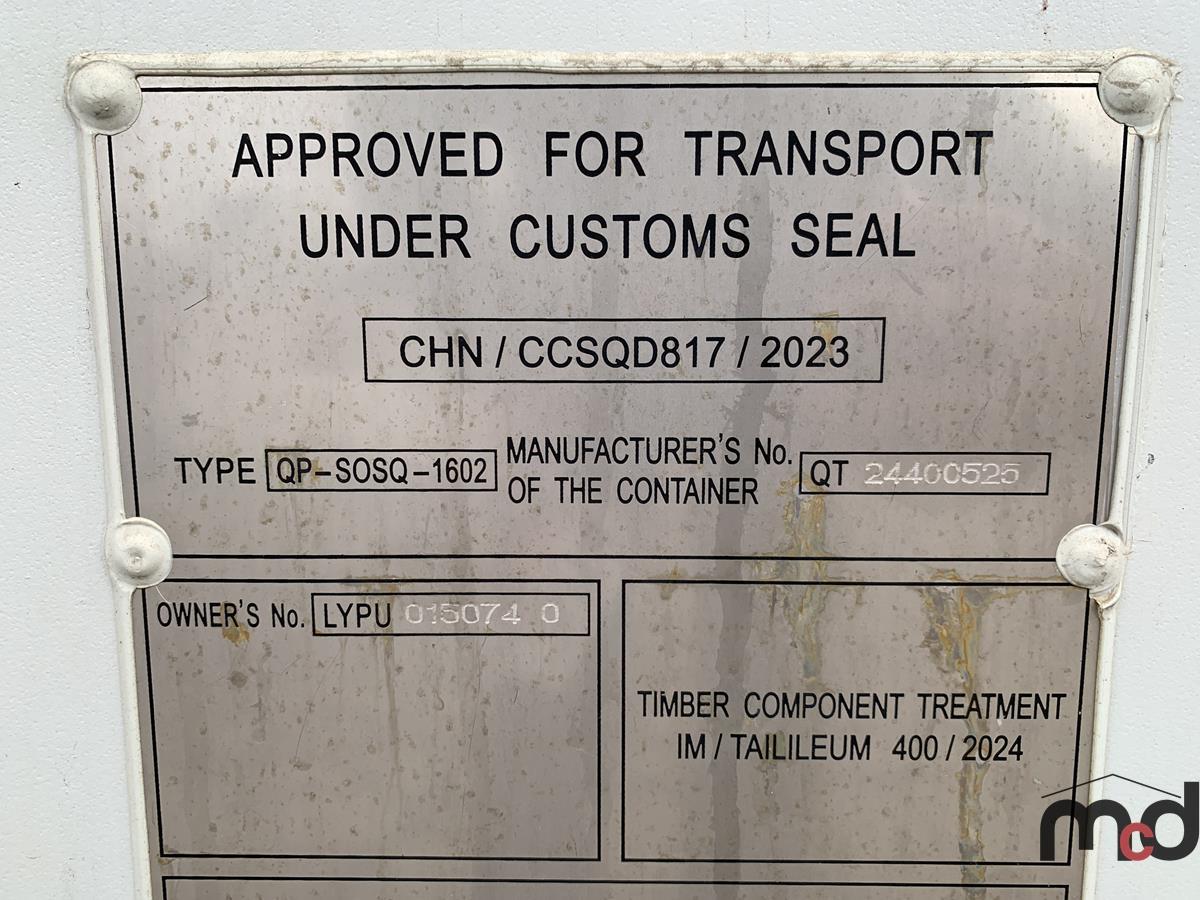 APPROVED FOR TRANSPORT
UNDER CUSTOMS SEAL
CHN / CCSQD817 / 2023
TYPE QP-SOSQ-1602
MANUFACTURER'S No.
OF THE CONTAINER
QT 24400525
OWNER'S No. LYPU 015074 0
TIMBER COMPONENT TREATMENT
IM / TAILILEUM 400 / 2024
mcd